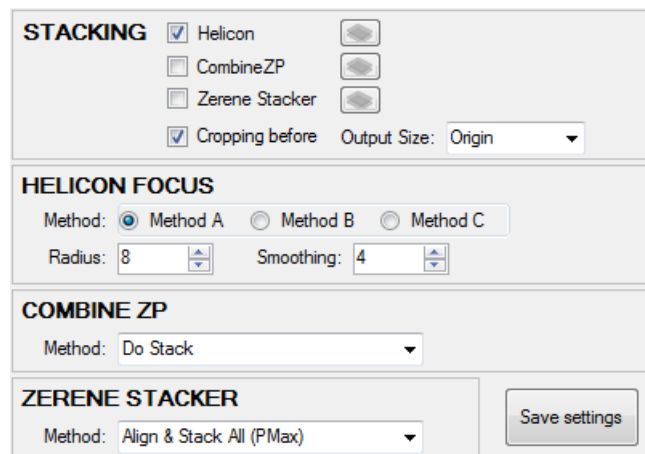 STACKING Helicon
CombineZP
Zerene Stacker
Cropping before Output Size: Origin
HELICON FOCUS
Method: Method A Method B Method C
Radius: 8 Smoothing: 4
COMBINE ZP
Method: Do Stack
ZERENE STACKER
Method: Align & Stack All (PMax)
Save settings